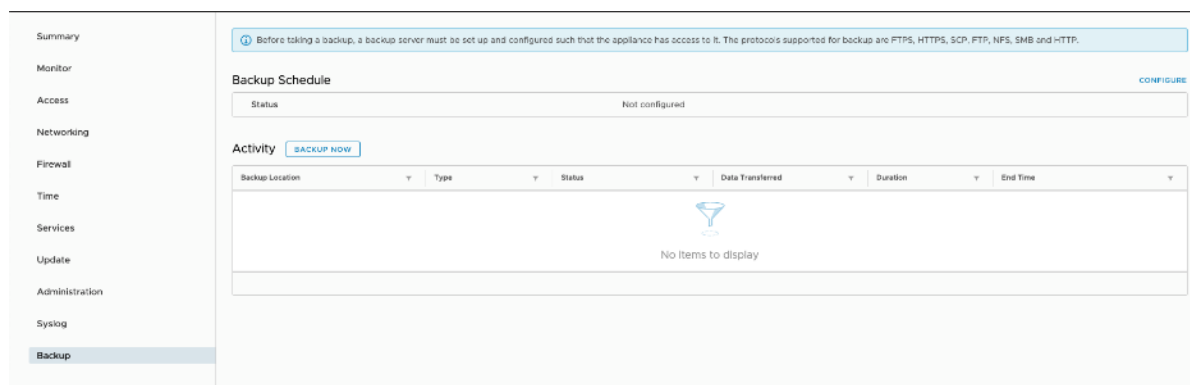 Summary
Monitor
Access
Networking
Firewall
Time
Services
Update
Administration
Syslog
Backup
Before taking a backup, a backup server must be set up and configured such that the appliance has access to it. The protocols supported for backup are FTPS, HTTPS, SCP, FTP, NFS, SMB and HTTP.
Backup Schedule
CONFIGURE
Status Not configured
Activity BACKUP NOW
Backup Location Type Status Data Transferred Duration End Time
No items to display